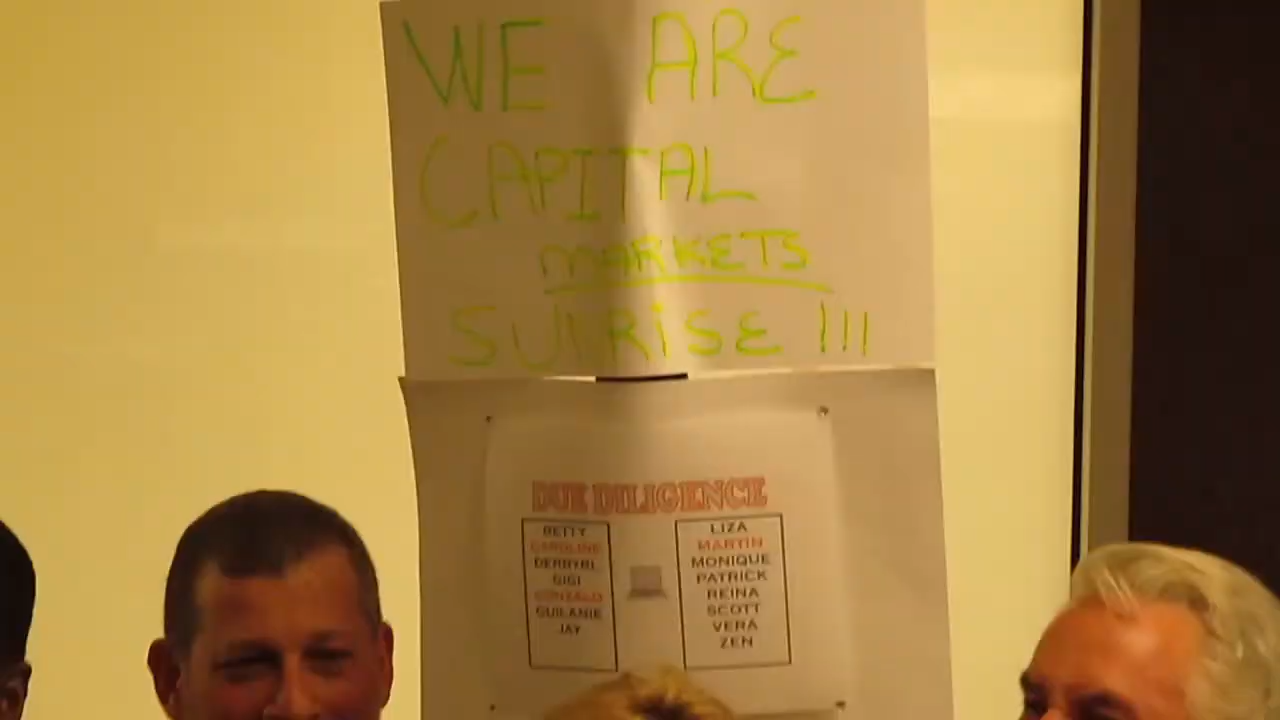 WE ARE
CAPITAL
MARKETS
SUNRISE !!!
DUE DILIGENCE
BETTY
CAROLINE
DERRYBL
GIGI
GONZALO
GUILANIE
JAY
LIZA
MARTIN
MONIQUE
PATRICK
REINA
SCOTT
VERA
ZEN